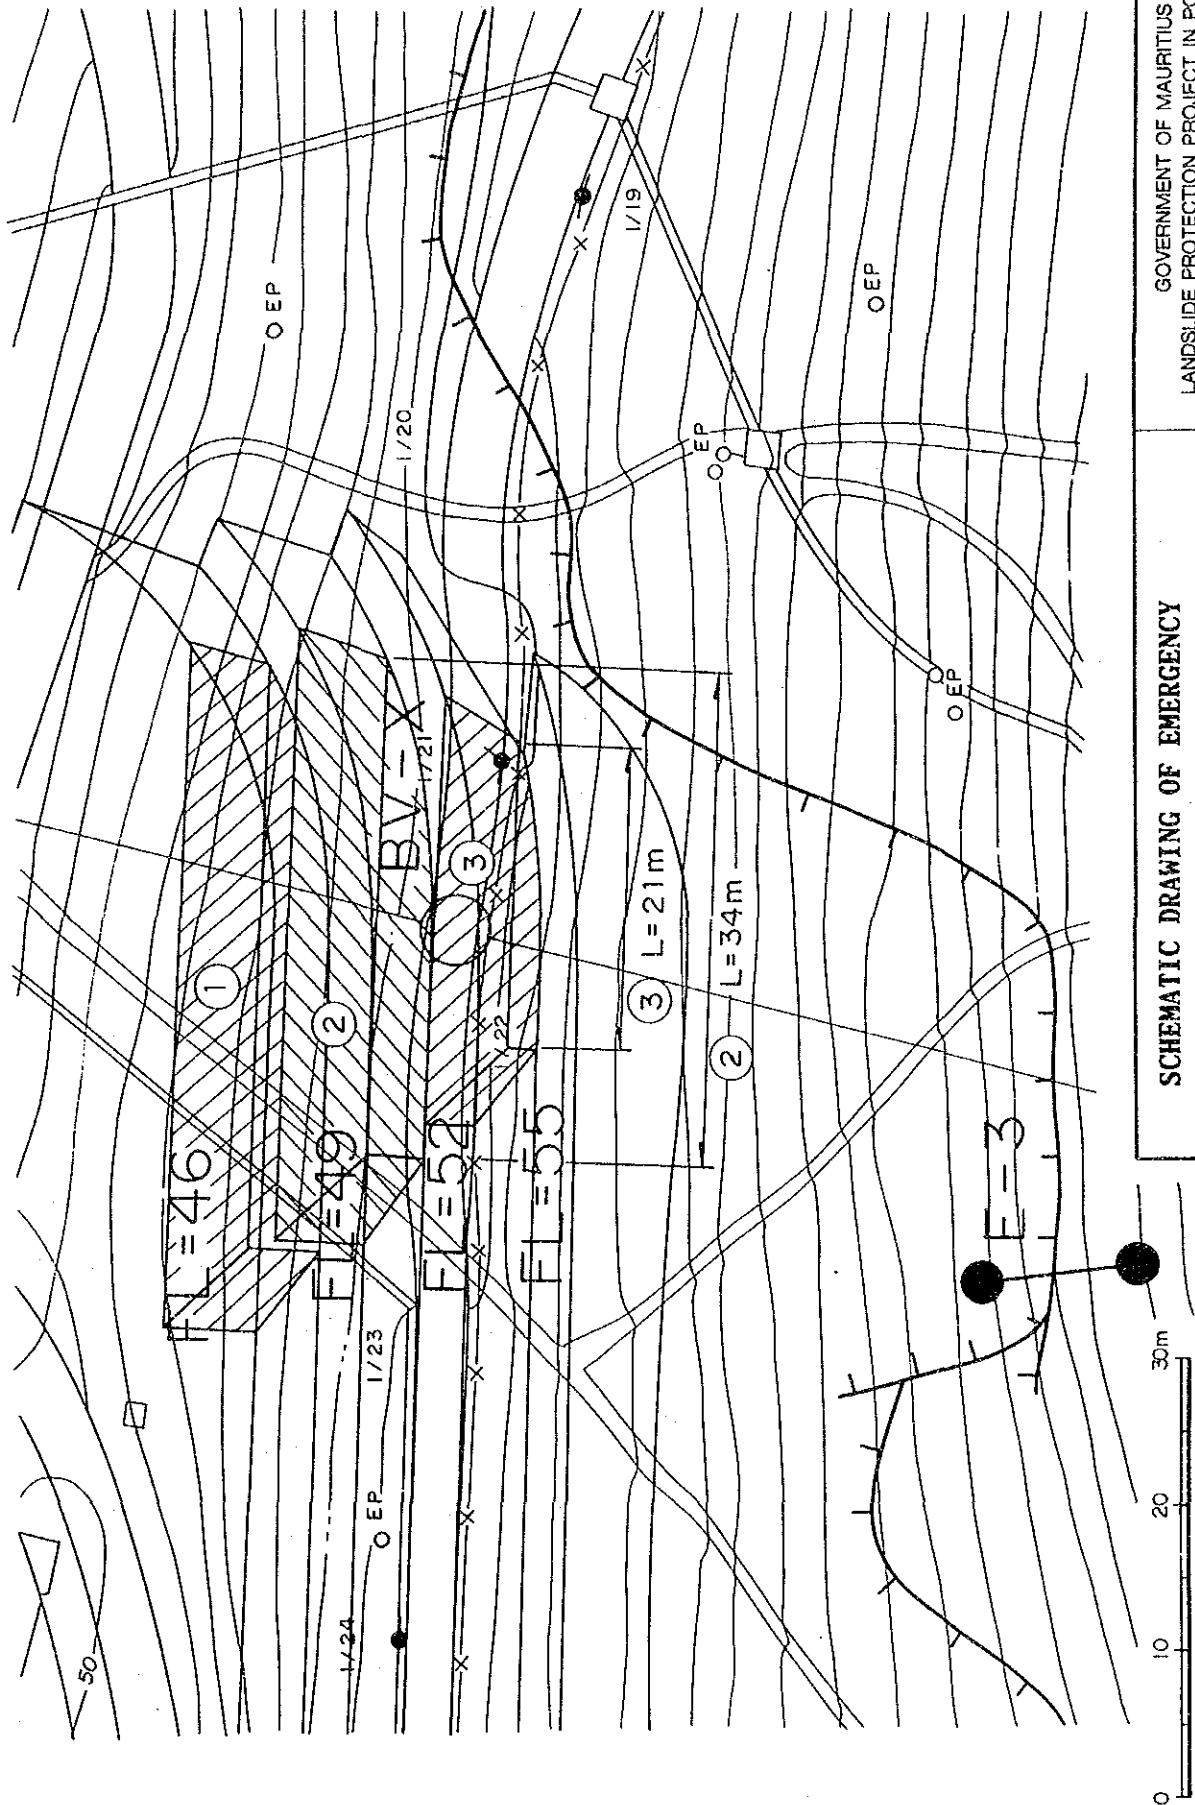 50
1/24
EP
1/23
FL=46
FL=49
FL=52
FL=55
1
2
3
BV-X
1/22
1/21
1/20
1/19
EP
EP
EP
EP
3 L=21m
2 L=34m
E-3
0 10 20 30m
SCHEMATIC DRAWING OF EMERGENCY
GOVERNMENT OF MAURITIUS
LANDSLIDE PROTECTION PROJECT IN